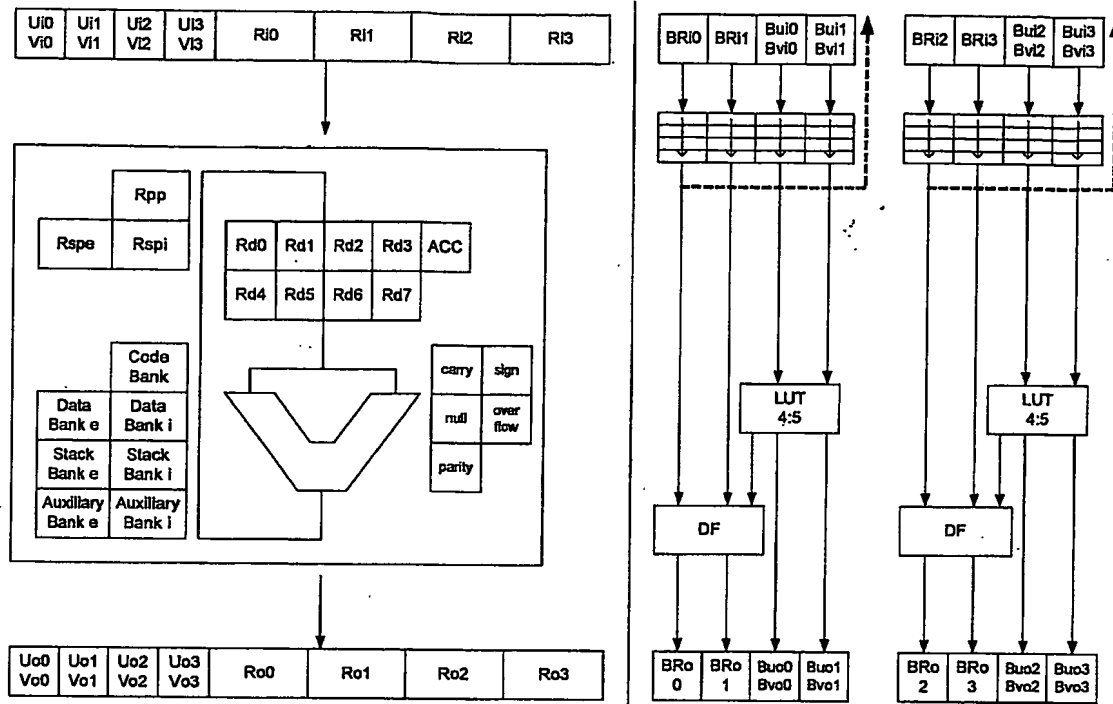 Ui0 Ui1 Ui2 Ui3
Vi0 Vi1 Vi2 Vi3
Ri0 Ri1 Ri2 Ri3
Rpp
Rspe Rspi
Rd0 Rd1 Rd2 Rd3 ACC
Rd4 Rd5 Rd6 Rd7
Code
Bank
Data
Bank e
Data
Bank i
Stack
Bank e
Stack
Bank i
Auxiliary
Bank e
Auxiliary
Bank i
carry sign
null
over
flow
parity
Uo0 Uo1 Uo2 Uo3
Vo0 Vo1 Vo2 Vo3
Ro0 Ro1 Ro2 Ro3
BRi0 BRi1
Bui0 Bui1
Bvi0 Bvi1
LUT
4:5
DF
BRo
0
BRo
1
Buo0 Buo1
Bvo0 Bvo1
BRi2 BRi3
Bui2 Bui3
Bvi2 Bvi3
LUT
4:5
DF
BRo
2
BRo
3
Buo2 Buo3
Bvo2 Bvo3